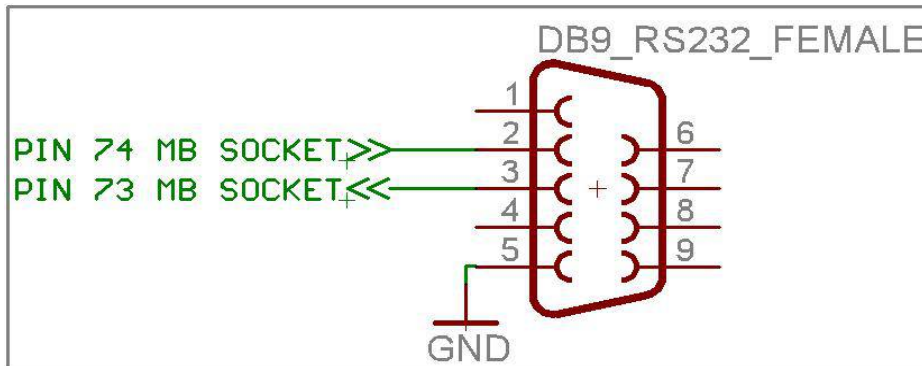 DB9_RS232_FEMALE
1
PIN 74 MB SOCKET>> 2 6
PIN 73 MB SOCKET<< 3 7
4 8
5 9
GND